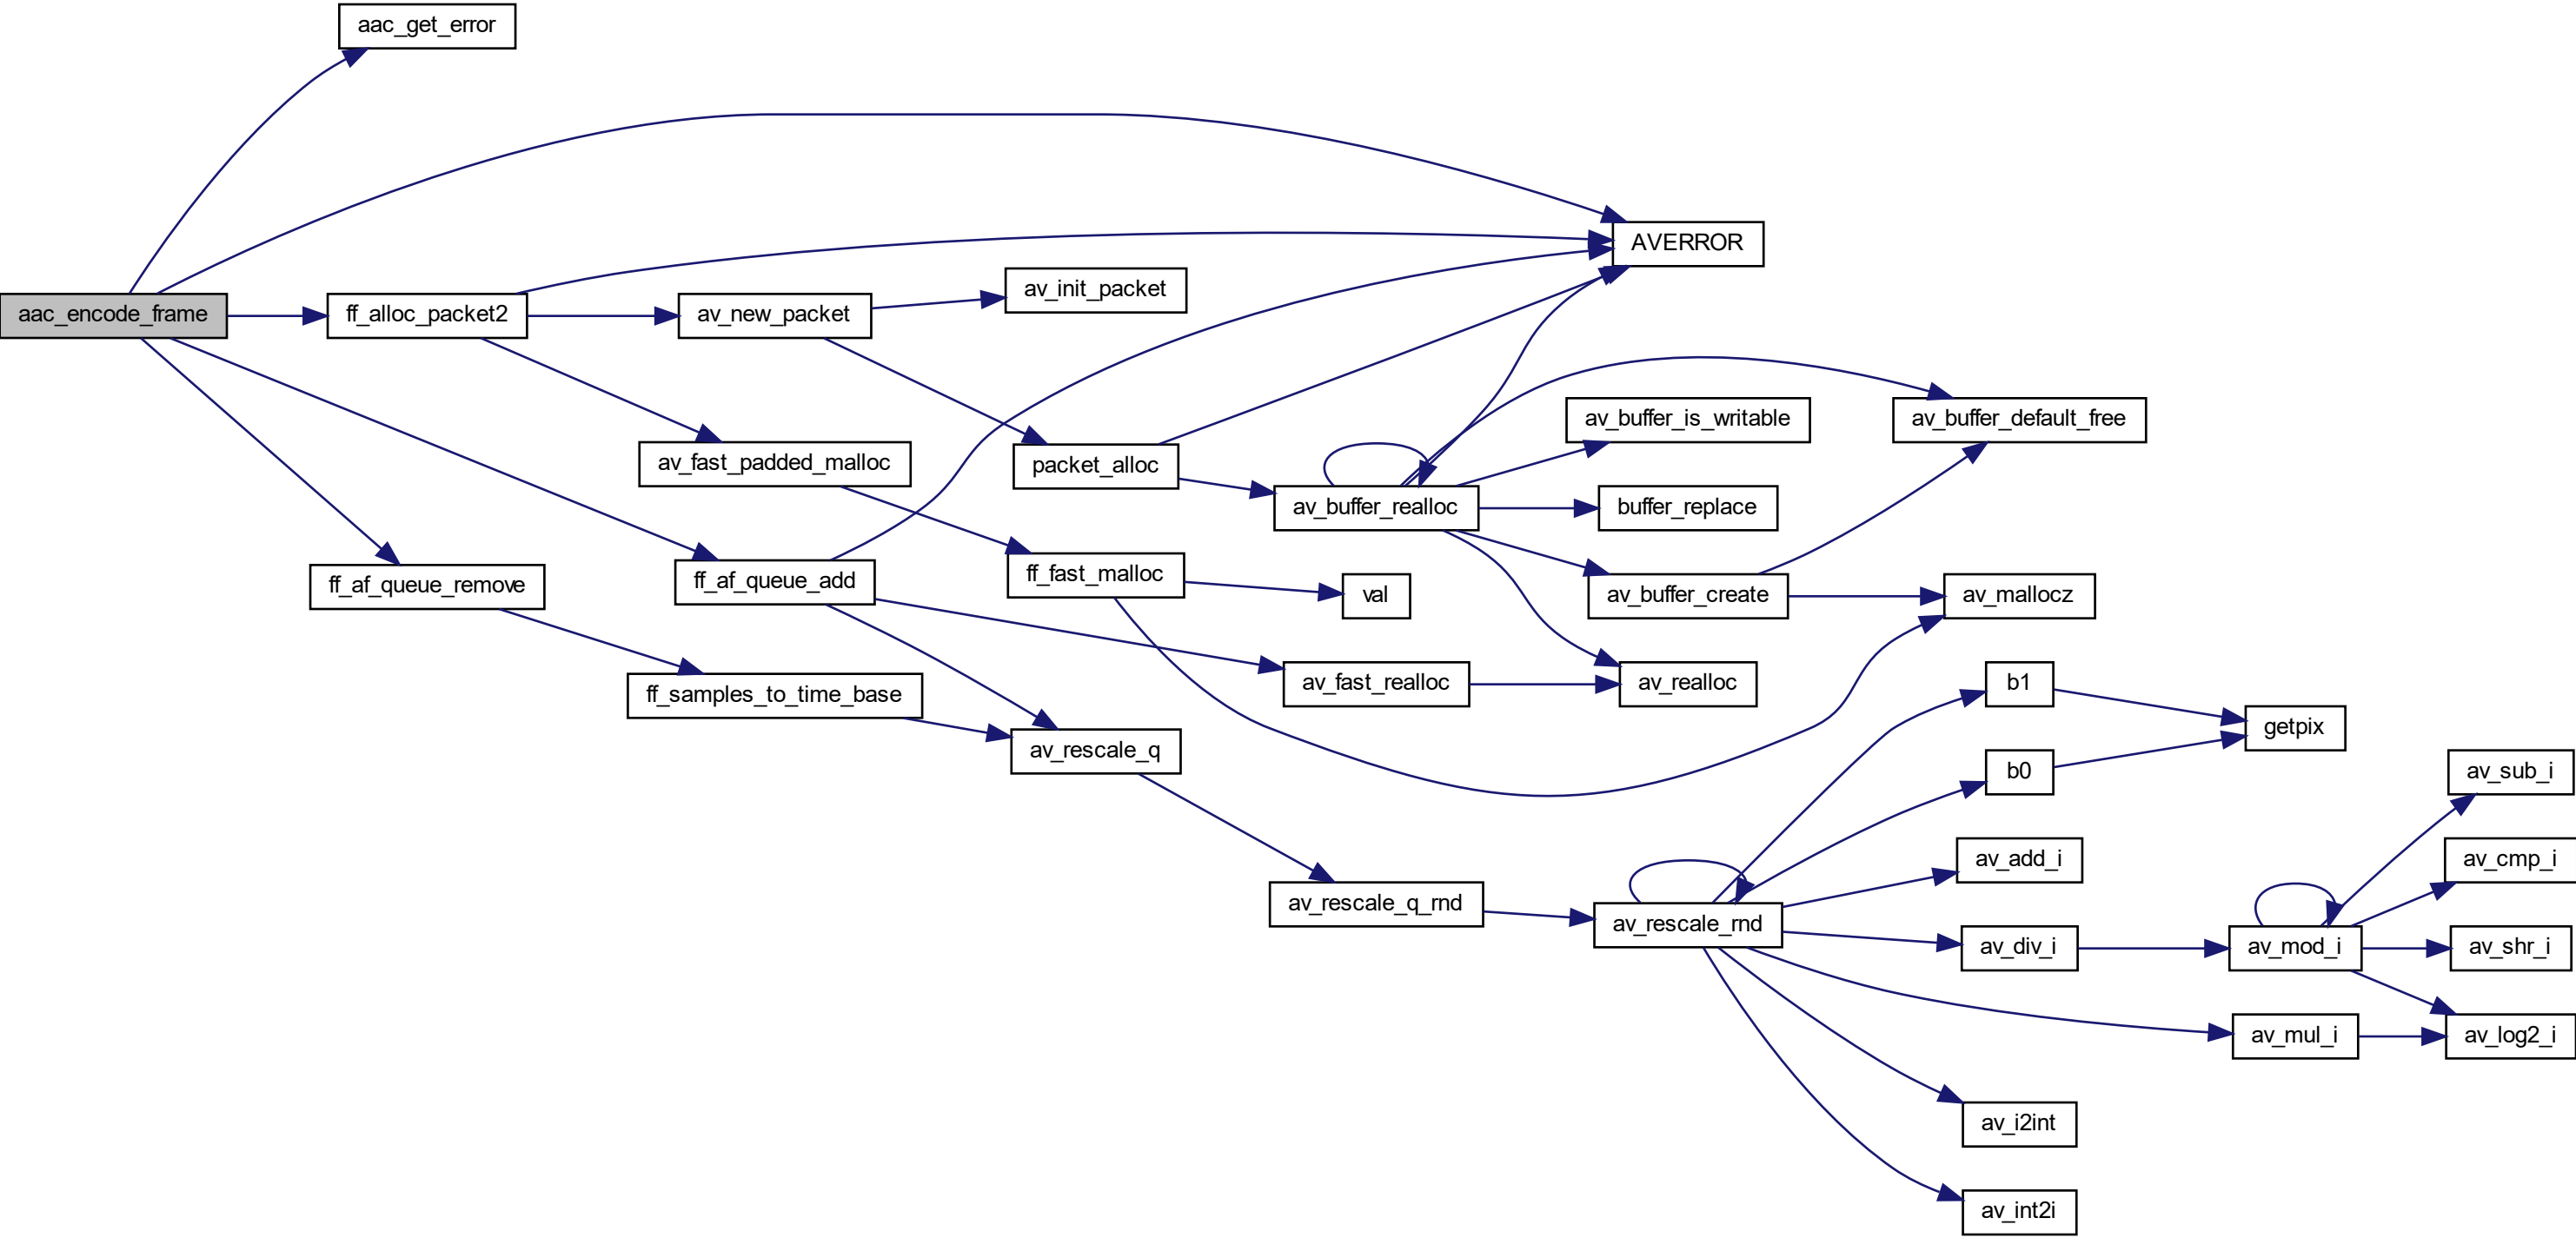 aac_get_error
AVERROR
aac_encode_frame
ff_alloc_packet2
av_new_packet
av_init_packet
av_buffer_is_writable
av_buffer_default_free
av_fast_padded_malloc
packet_alloc
av_buffer_realloc
buffer_replace
ff_af_queue_remove
ff_af_queue_add
ff_fast_malloc
val
av_buffer_create
av_mallocz
ff_samples_to_time_base
av_fast_realloc
av_realloc
b1
getpix
av_rescale_q
b0
av_sub_i
av_add_i
av_cmp_i
av_rescale_q_rnd
av_rescale_rnd
av_div_i
av_mod_i
av_shr_i
av_mul_i
av_log2_i
av_i2int
av_int2i